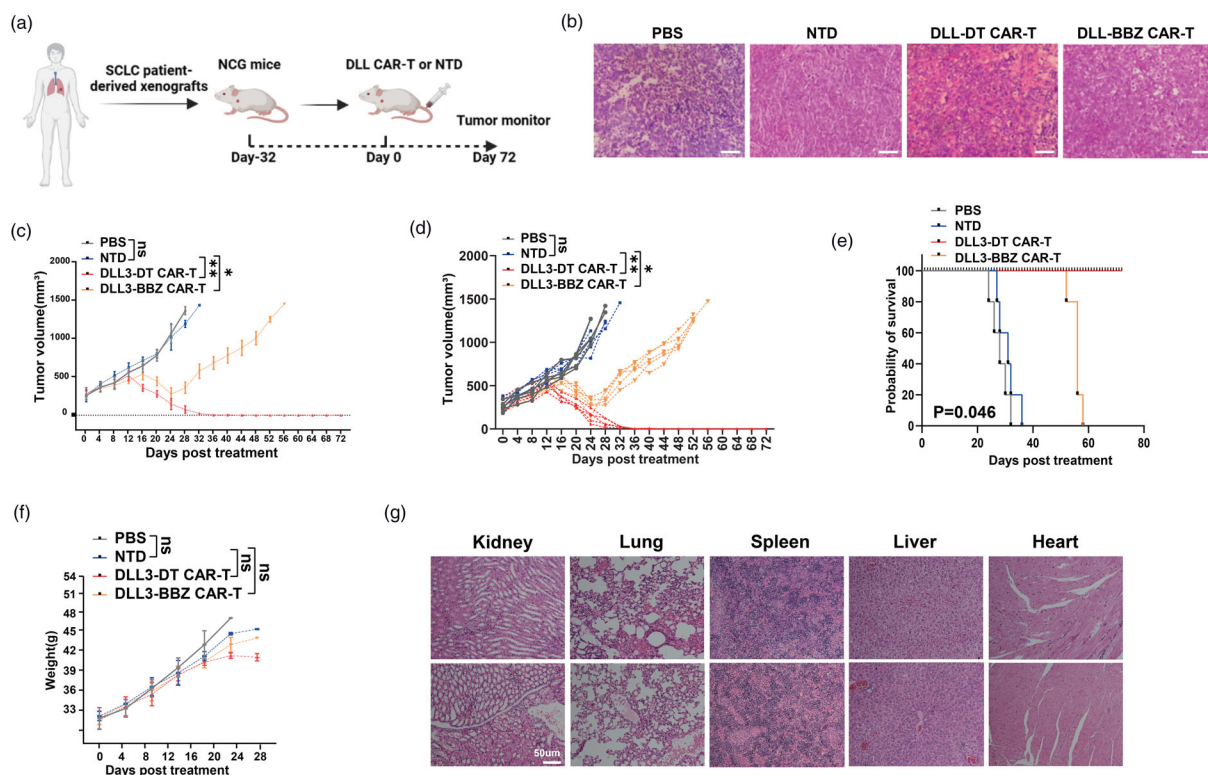 (a)
SCLC patient-
derived xenografts
NCG mice
DLL CAR-T or NTD
Tumor monitor
Day-32
Day 0
Day 72
(b)
PBS
NTD
DLL-DT CAR-T
DLL-BBZ CAR-T
(c)
PBS
NTD
DLL3-DT CAR-T
DLL3-BBZ CAR-T
ns
**
*
Tumor volume(mm³)
2000
1500
1000
500
0
0 4 8 12 16 20 24 28 32 36 40 44 48 52 56 60 64 68 72
Days post treatment
(d)
PBS
NTD
DLL3-DT CAR-T
DLL3-BBZ CAR-T
ns
**
*
Tumor volume(mm³)
2000
1500
1000
500
0
0 4 8 12 16 20 24 28 32 36 40 44 48 52 56 60 64 68 72
Days post treatment
(e)
PBS
NTD
DLL3-DT CAR-T
DLL3-BBZ CAR-T
Probability of survival
100
80
60
40
20
0
P=0.046
0 20 40 60 80
Days post treatment
(f)
PBS
NTD
DLL3-DT CAR-T
DLL3-BBZ CAR-T
ns
ns
ns
Weight(g)
54
51
48
45
42
39
36
33
0 4 8 12 14 18 24 23 28
Days post treatment
(g)
Kidney
Lung
Spleen
Liver
Heart
50um